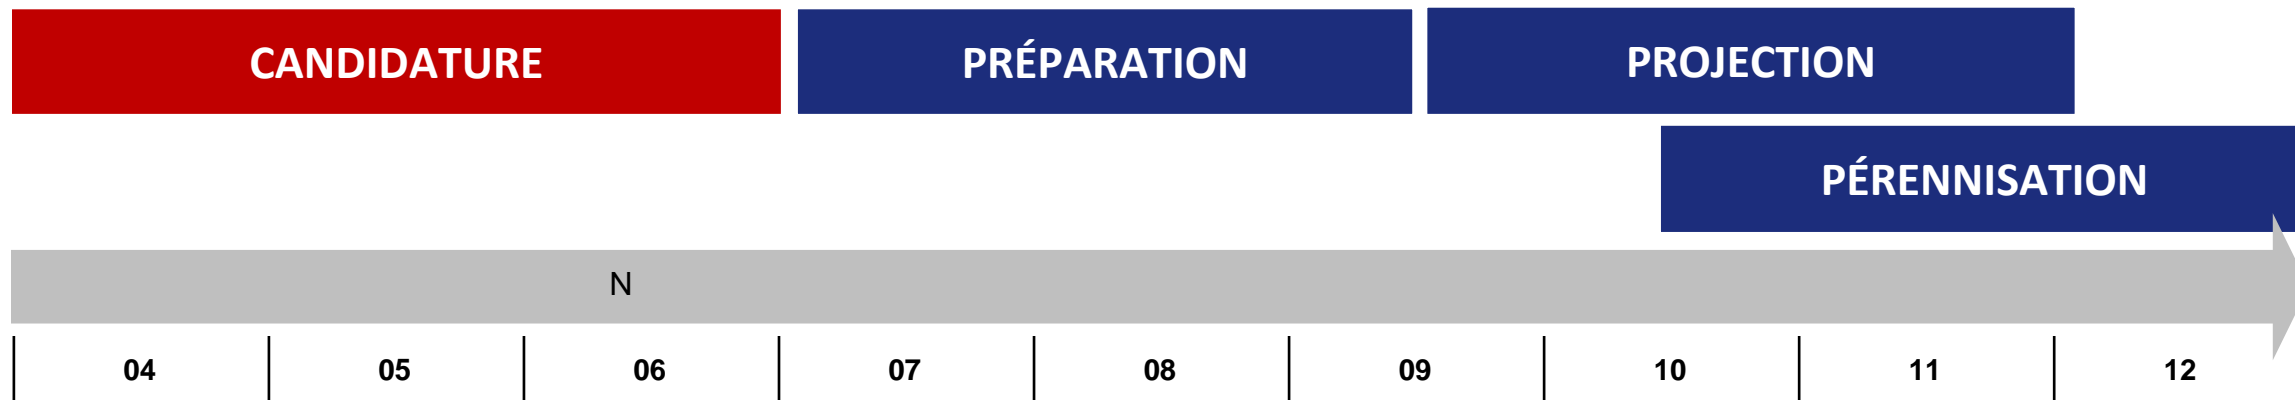 CANDIDATURE PRÉPARATION PROJECTION
PÉRENNISATION
N
04 05 06 07 08 09 10 11 12